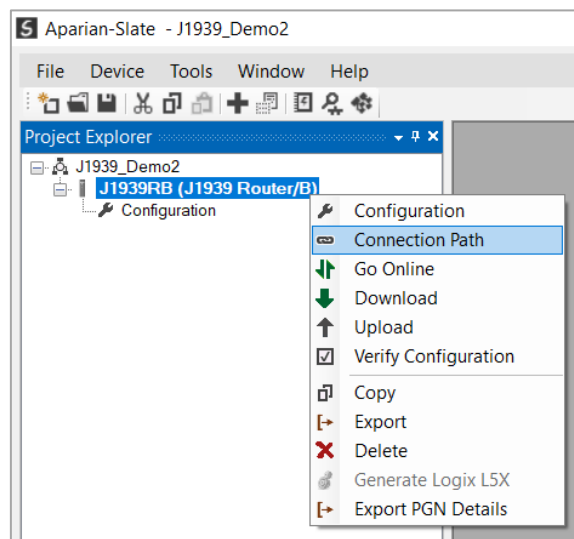 S Aparian-Slate - J1939_Demo2
File Device Tools Window Help
Project Explorer
J1939_Demo2
J1939RB (J1939 Router/B)
Configuration
Configuration
Connection Path
Go Online
Download
Upload
Verify Configuration
Copy
Export
Delete
Generate Logix L5X
Export PGN Details